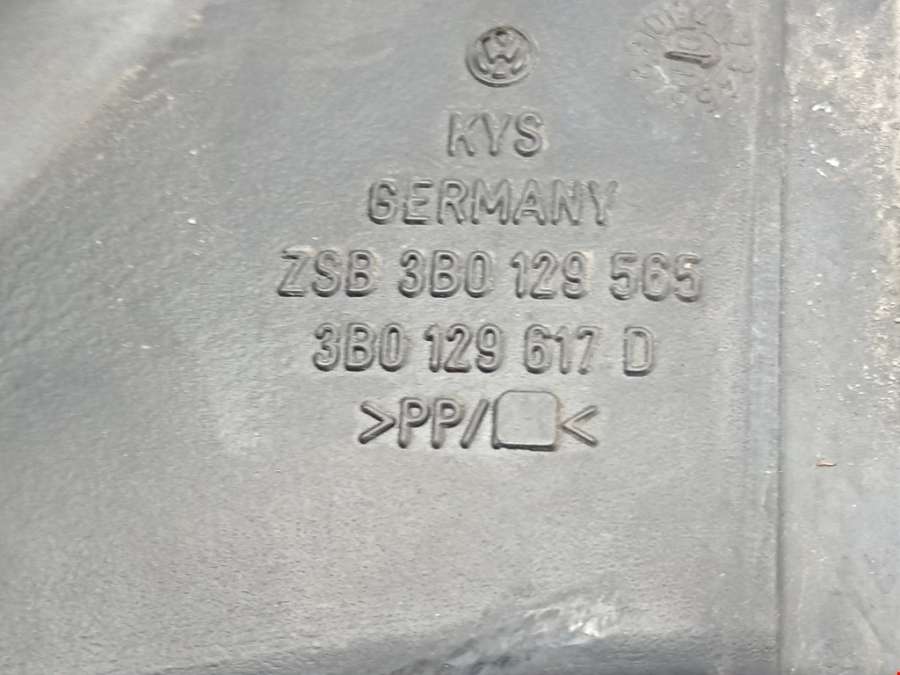 KYS
GERMANY
ZSB 3B0 129 565
3B0 129 617 D
>PP/ <